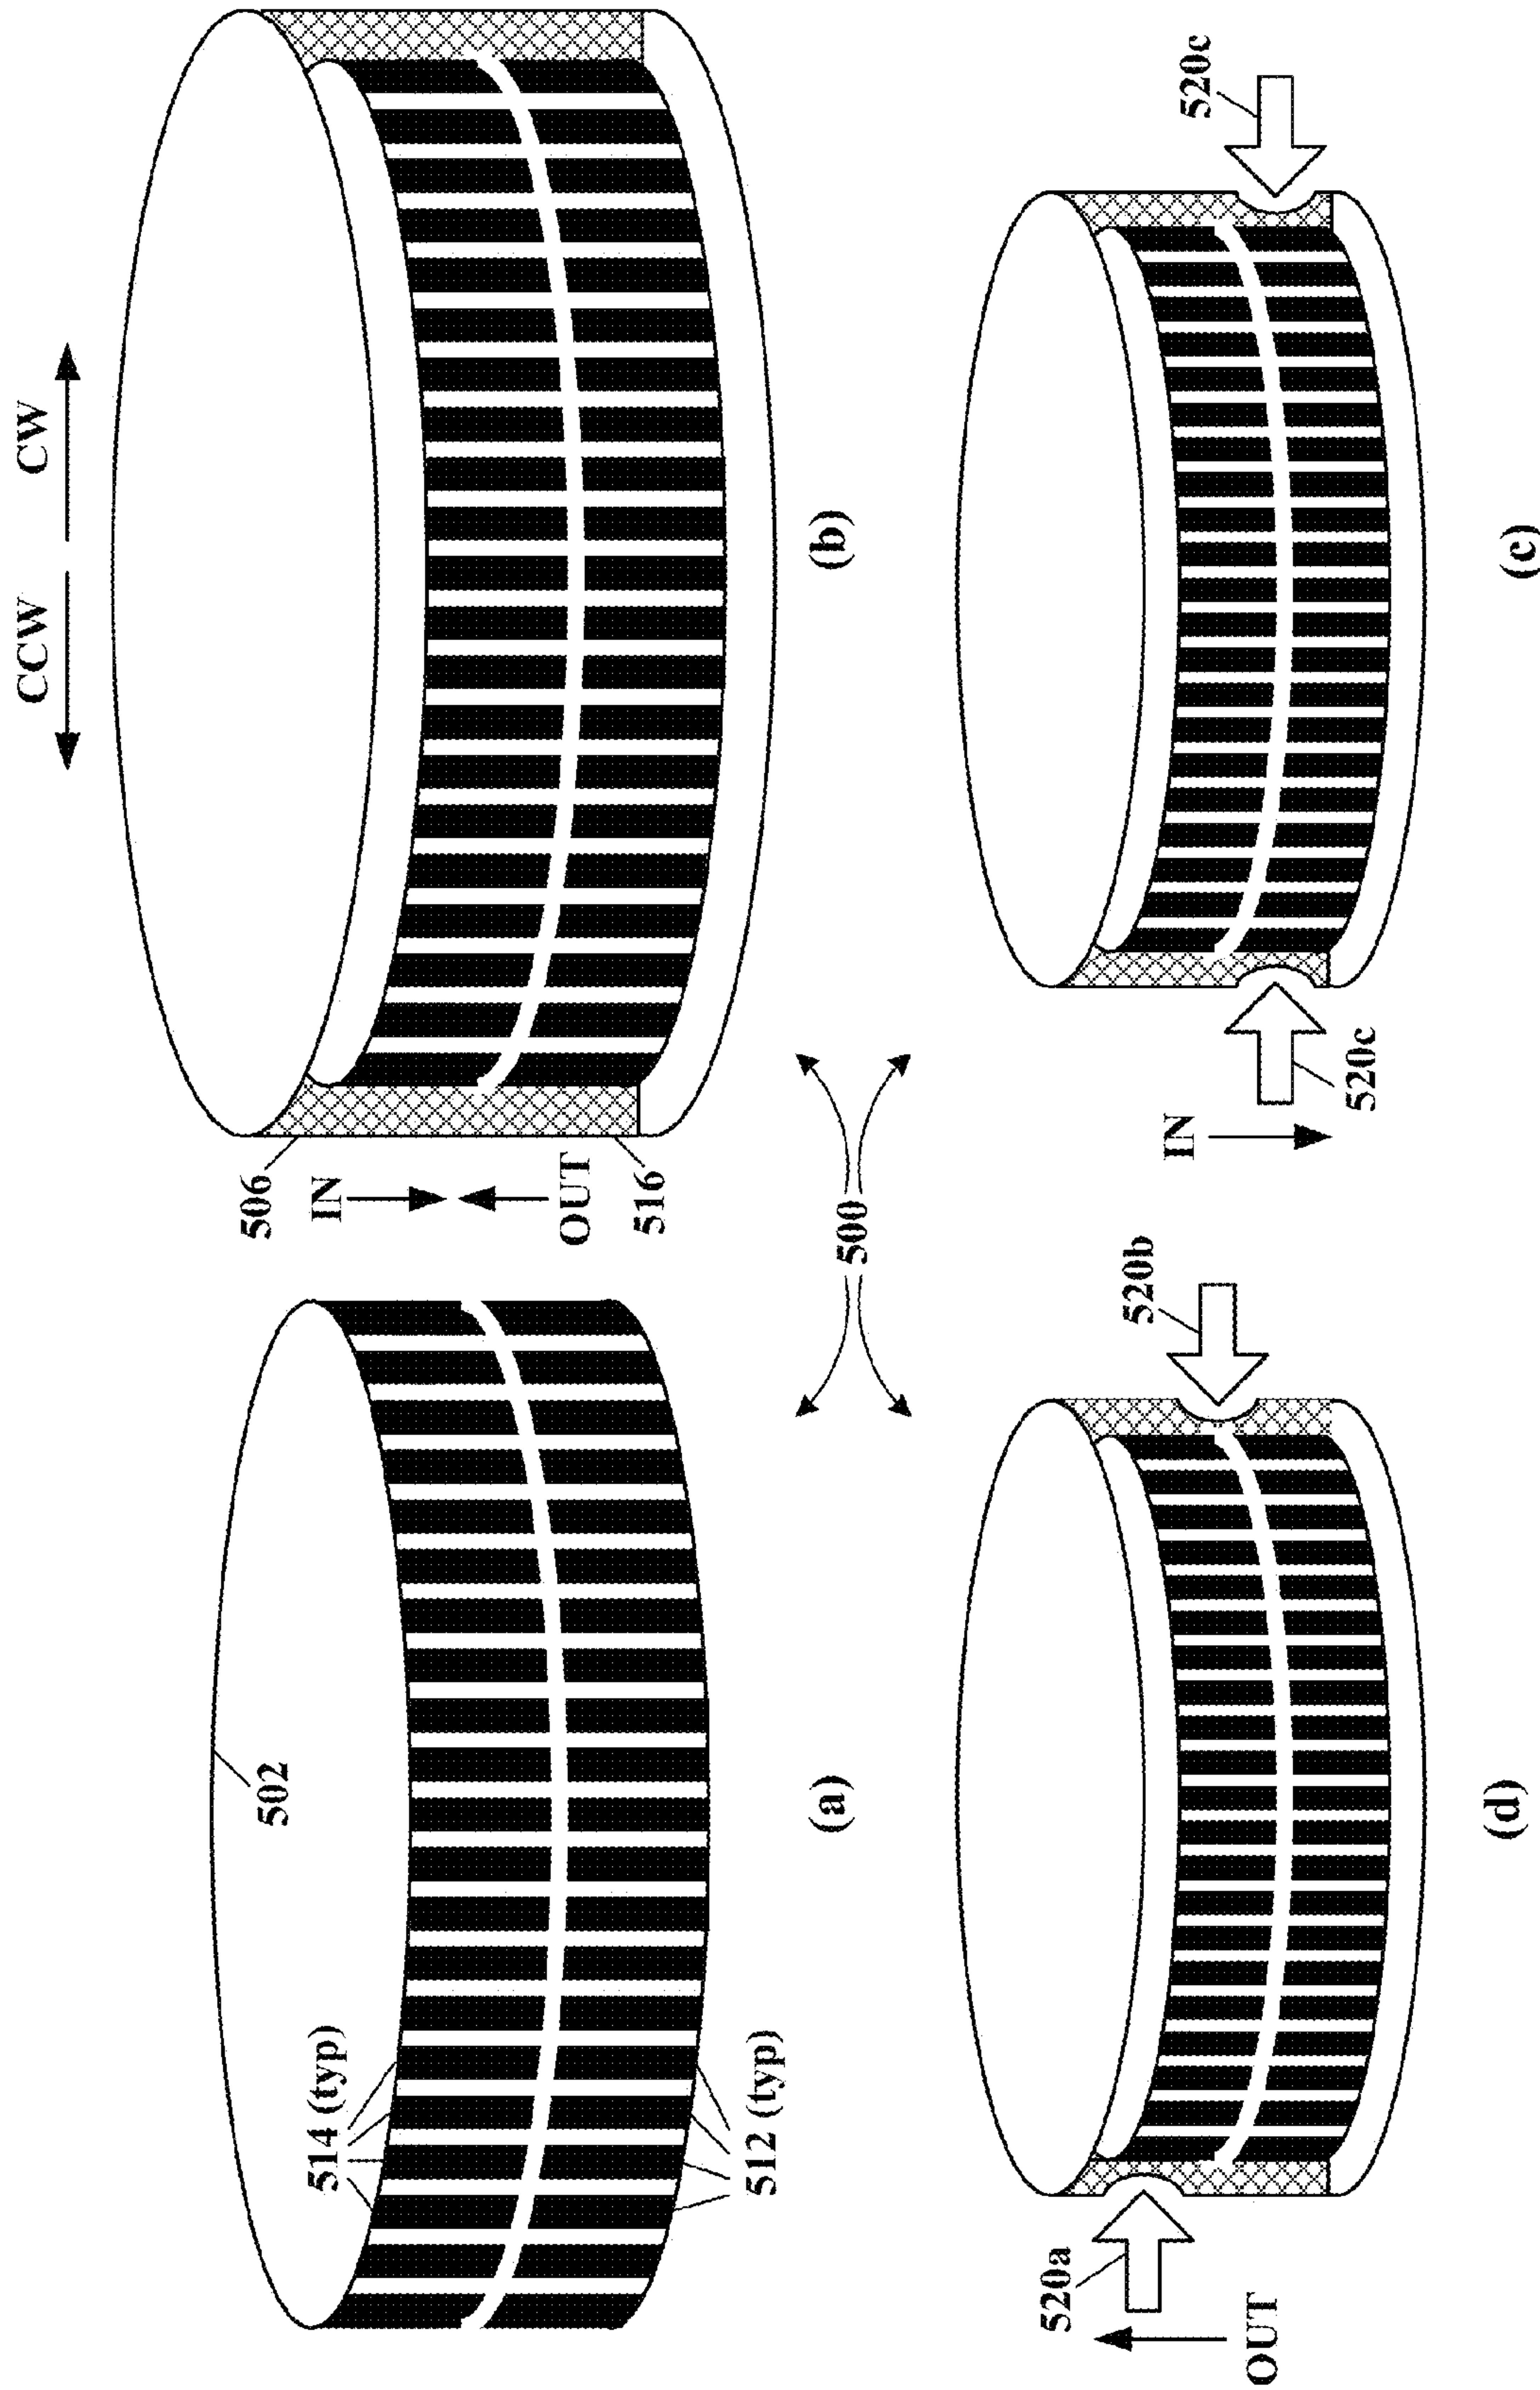 CCW
CW
502
514 (typ)
512 (typ)
(a)
506
IN
OUT
516
(b)
500
520a
OUT
520b
(d)
IN
520c
520c
(c)